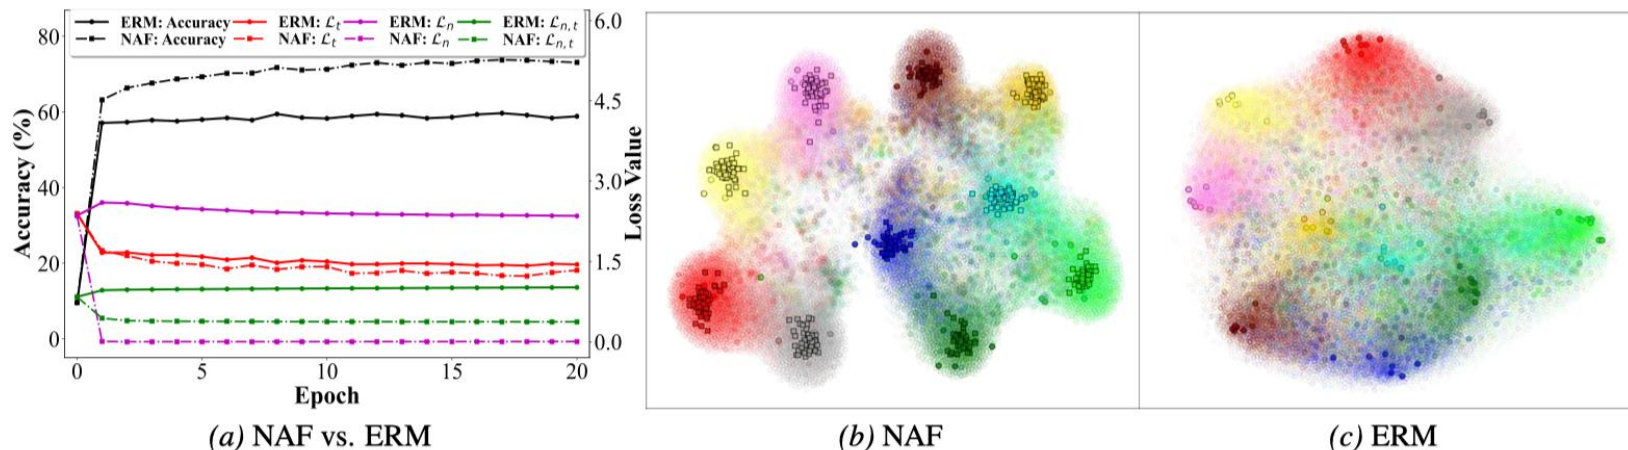 ERM: Accuracy ERM: ℒt ERM: ℒn ERM: ℒn,t
NAF: Accuracy NAF: ℒt NAF: ℒn NAF: ℒn,t
80
60
40
20
0
Accuracy (%)
6.0
4.5
3.0
1.5
0.0
Loss Value
0 5 10 15 20
Epoch
(a) NAF vs. ERM
(b) NAF
(c) ERM